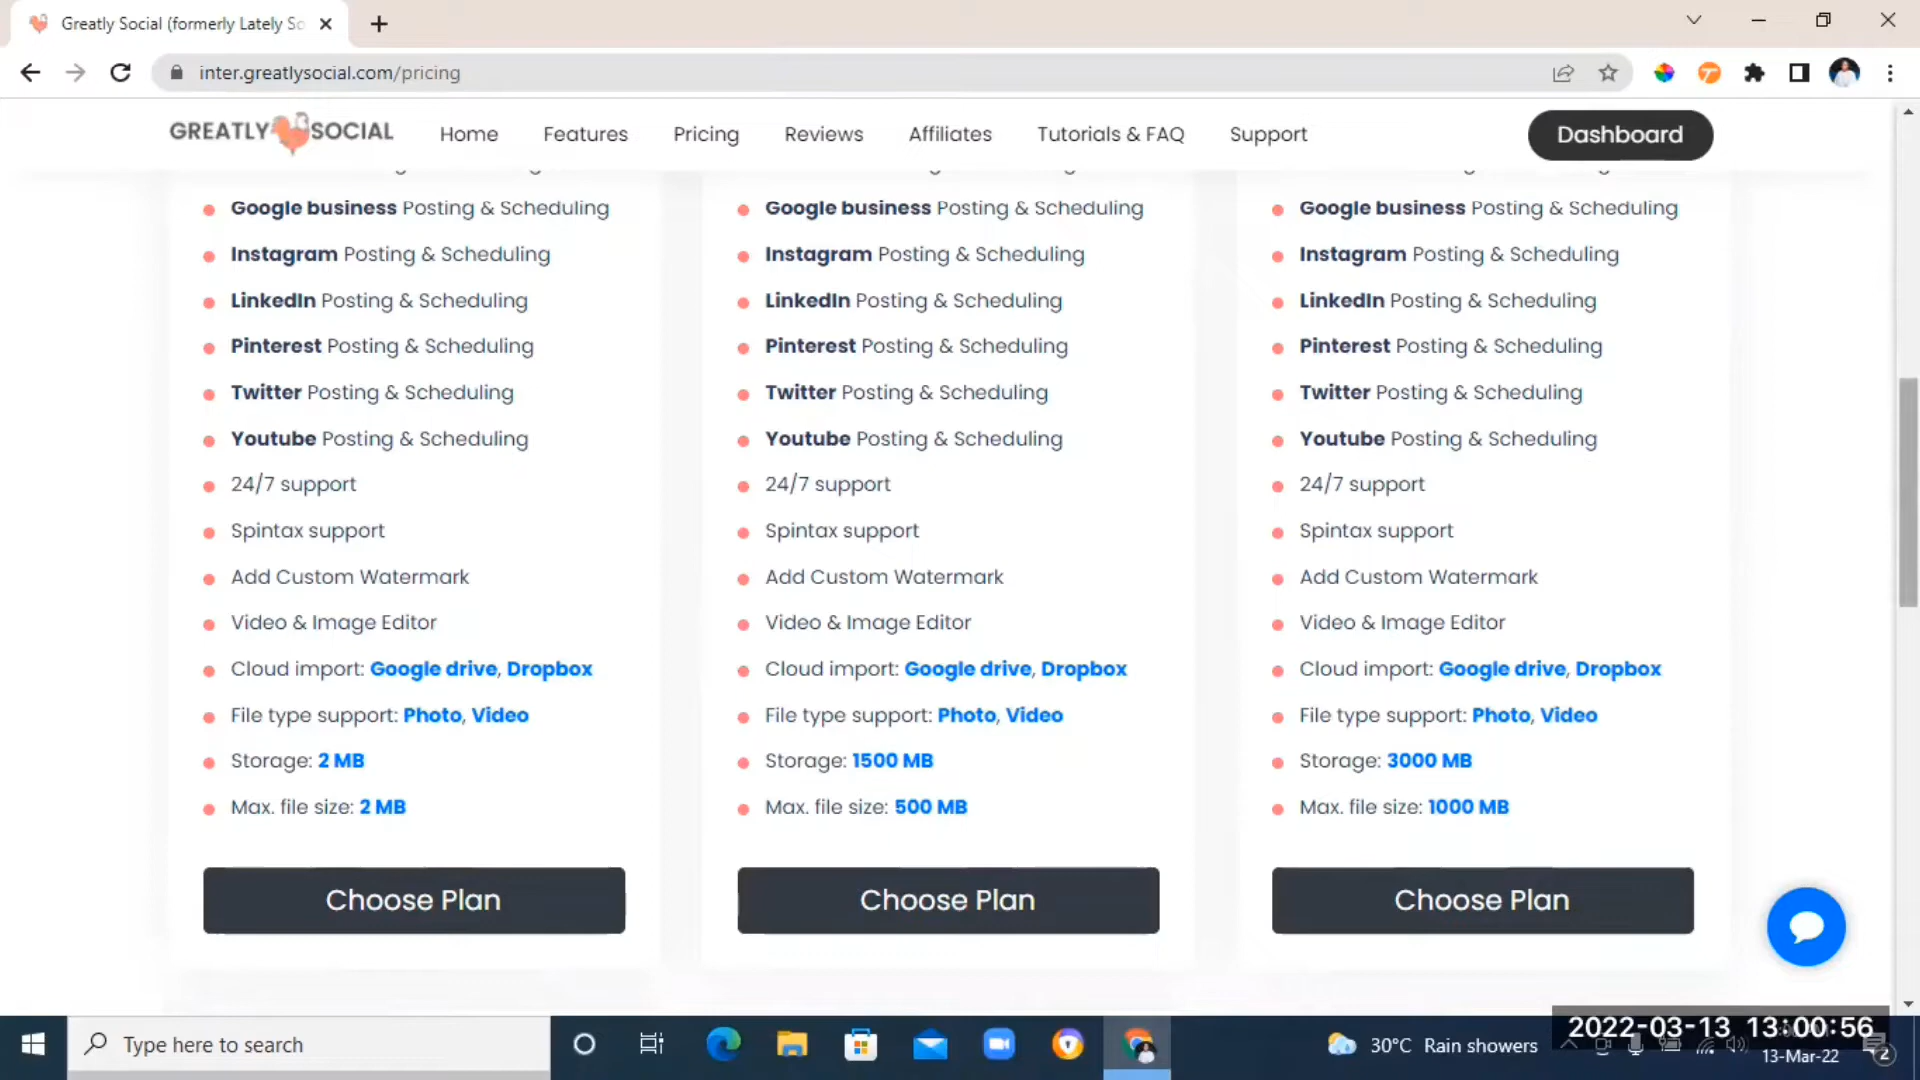 Greatly Social (formerly Lately So
inter.greatlysocial.com/pricing
GREATLY SOCIAL Home Features Pricing Reviews Affiliates Tutorials & FAQ Support Dashboard
Google business Posting & Scheduling
Instagram Posting & Scheduling
LinkedIn Posting & Scheduling
Pinterest Posting & Scheduling
Twitter Posting & Scheduling
Youtube Posting & Scheduling
24/7 support
Spintax support
Add Custom Watermark
Video & Image Editor
Cloud import: Google drive, Dropbox
File type support: Photo, Video
Storage: 2 MB
Max. file size: 2 MB
Choose Plan
Google business Posting & Scheduling
Instagram Posting & Scheduling
LinkedIn Posting & Scheduling
Pinterest Posting & Scheduling
Twitter Posting & Scheduling
Youtube Posting & Scheduling
24/7 support
Spintax support
Add Custom Watermark
Video & Image Editor
Cloud import: Google drive, Dropbox
File type support: Photo, Video
Storage: 1500 MB
Max. file size: 500 MB
Choose Plan
Google business Posting & Scheduling
Instagram Posting & Scheduling
LinkedIn Posting & Scheduling
Pinterest Posting & Scheduling
Twitter Posting & Scheduling
Youtube Posting & Scheduling
24/7 support
Spintax support
Add Custom Watermark
Video & Image Editor
Cloud import: Google drive, Dropbox
File type support: Photo, Video
Storage: 3000 MB
Max. file size: 1000 MB
Choose Plan
Type here to search
30°C Rain showers
2022-03-13 13:00:56
13-Mar-22
2